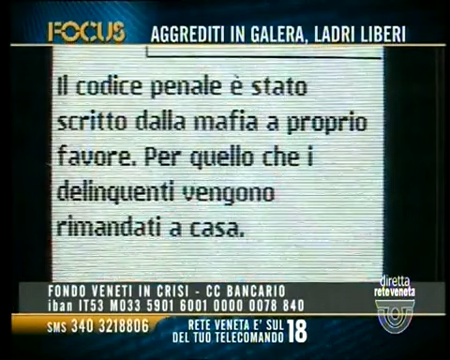 FOCUS AGGREDITI IN GALERA, LADRI LIBERI
Il codice penale è stato
scritto dalla mafia a proprio
favore. Per quello che i
delinquenti vengono
rimandati a casa.
diretta
reteveneta
FONDO VENETI IN CRISI - CC BANCARIO
iban IT53 M033 5901 6001 0000 0078 840
SMS 340 3218806
RETE VENETA E' SUL
DEL TUO TELECOMANDO 18